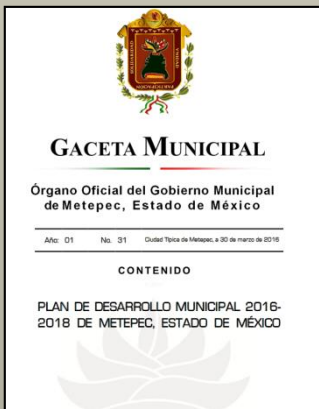 GACETA MUNICIPAL
Órgano Oficial del Gobierno Municipal
de Metepec, Estado de México
Año: 01 No. 31 Ciudad Típica de Metepec, a 30 de marzo de 2016
CONTENIDO
PLAN DE DESARROLLO MUNICIPAL 2016-
2018 DE METEPEC, ESTADO DE MÉXICO